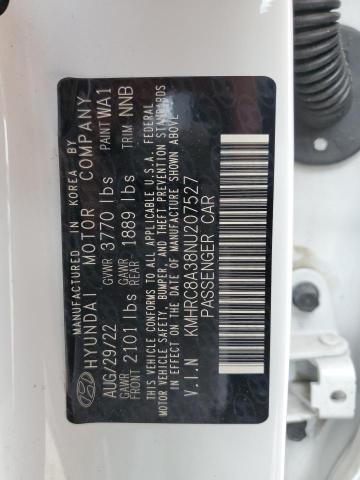 MANUFACTURED IN KOREA BY
HYUNDAI MOTOR COMPANY
AUG/29/22 GVWR 3770 lbs PAINT WA1
GAWR FRONT 2101 lbs GAWR REAR 1889 lbs TRIM NNB
THIS VEHICLE CONFORMS TO ALL APPLICABLE U.S.A. FEDERAL
MOTOR VEHICLE SAFETY, BUMPER, AND THEFT PREVENTION STANDARDS
IN EFFECT ON THE DATE OF MANUFACTURE SHOWN ABOVE
V.I.N KMHRC8A38NU207527
PASSENGER CAR